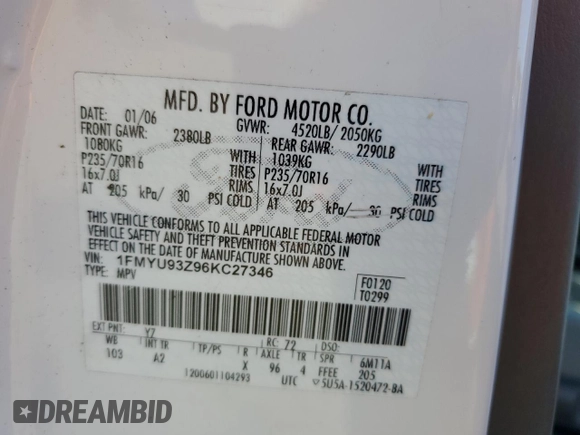 MFD. BY FORD MOTOR CO.
DATE: 01/06 GVWR: 4520LB/ 2050KG
FRONT GAWR: 2380LB REAR GAWR: 2290LB
1080KG WITH 1039KG WITH
P235/70R16 TIRES P235/70R16 TIRES
16x7.0J RIMS 16x7.0J RIMS
AT 205 kPa/ 30 PSI COLD AT 205 kPa/ 30 PSI COLD
THIS VEHICLE CONFORMS TO ALL APPLICABLE FEDERAL MOTOR
VEHICLE SAFETY AND THEFT PREVENTION STANDARDS IN
EFFECT ON THE DATE OF MANUFACTURE SHOWN ABOVE.
VIN: 1FMYU93Z96KC27346 F0120
TYPE: MPV T0299
EXT PNT: Y7 RC: 72 DSO:
WB INT TR TP/PS R AXLE TR SPR 6M11A
103 A2 X 96 4 FFEE 205
1200601104293 UTC 5U5A-1520472-BA
Ford
DREAMBID